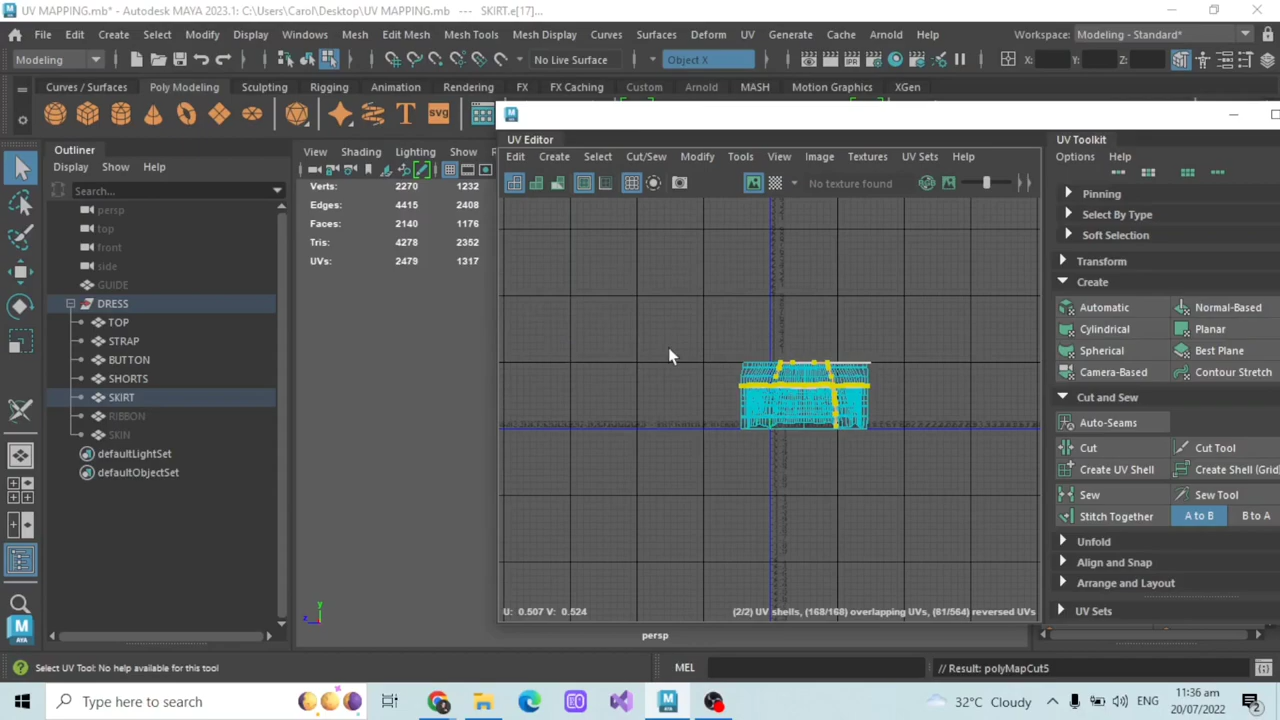 UV MAPPING.mb* - Autodesk MAYA 2023.1: C:\Users\Carol\Desktop\UV MAPPING.mb --- SKIRT.e[17]...
File Edit Create Select Modify Display Windows Mesh Edit Mesh Mesh Tools Mesh Display Curves Surfaces Deform UV Generate Cache Arnold Help Workspace: Modeling - Standard*
Modeling No Live Surface Object X X: Y: Z:
Curves / Surfaces Poly Modeling Sculpting Rigging Animation Rendering FX FX Caching Custom Arnold MASH Motion Graphics XGen
svg
UV Editor UV Toolkit
Outliner View Shading Lighting Show
Display Show Help Edit Create Select Cut/Sew Modify Tools View Image Textures UV Sets Help Options Help
Search... Verts: 2270 1232 No texture found
persp Edges: 4415 2408 Pinning
top Faces: 2140 1176 Select By Type
front Tris: 4278 2352 Soft Selection
side UVs: 2479 1317 Transform
GUIDE Create
DRESS Automatic Normal-Based
TOP Cylindrical Planar
STRAP Spherical Best Plane
BUTTON Camera-Based Contour Stretch
SHORTS Cut and Sew
SKIRT Auto-Seams
RIBBON Cut Cut Tool
SKIN Create UV Shell Create Shell (Grid)
defaultLightSet Sew Sew Tool
defaultObjectSet Stitch Together A to B B to A
Unfold
Align and Snap
Arrange and Layout
y U: 0.507 V: 0.524 (2/2) UV shells, (168/168) overlapping UVs, (81/564) reversed UVs UV Sets
z
persp
AYA Select UV Tool: No help available for this tool MEL // Result: polyMapCut5
Type here to search 32°C Cloudy ENG 11:36 am
20/07/2022
2